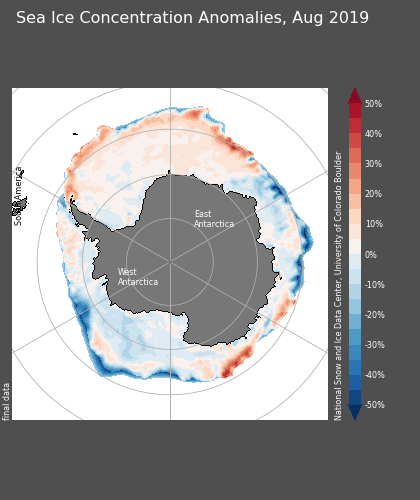 Sea Ice Concentration Anomalies, Aug 2019
South America
East
Antarctica
West
Antarctica
final data
National Snow and Ice Data Center, University of Colorado Boulder
50%
40%
30%
20%
10%
0%
-10%
-20%
-30%
-40%
-50%